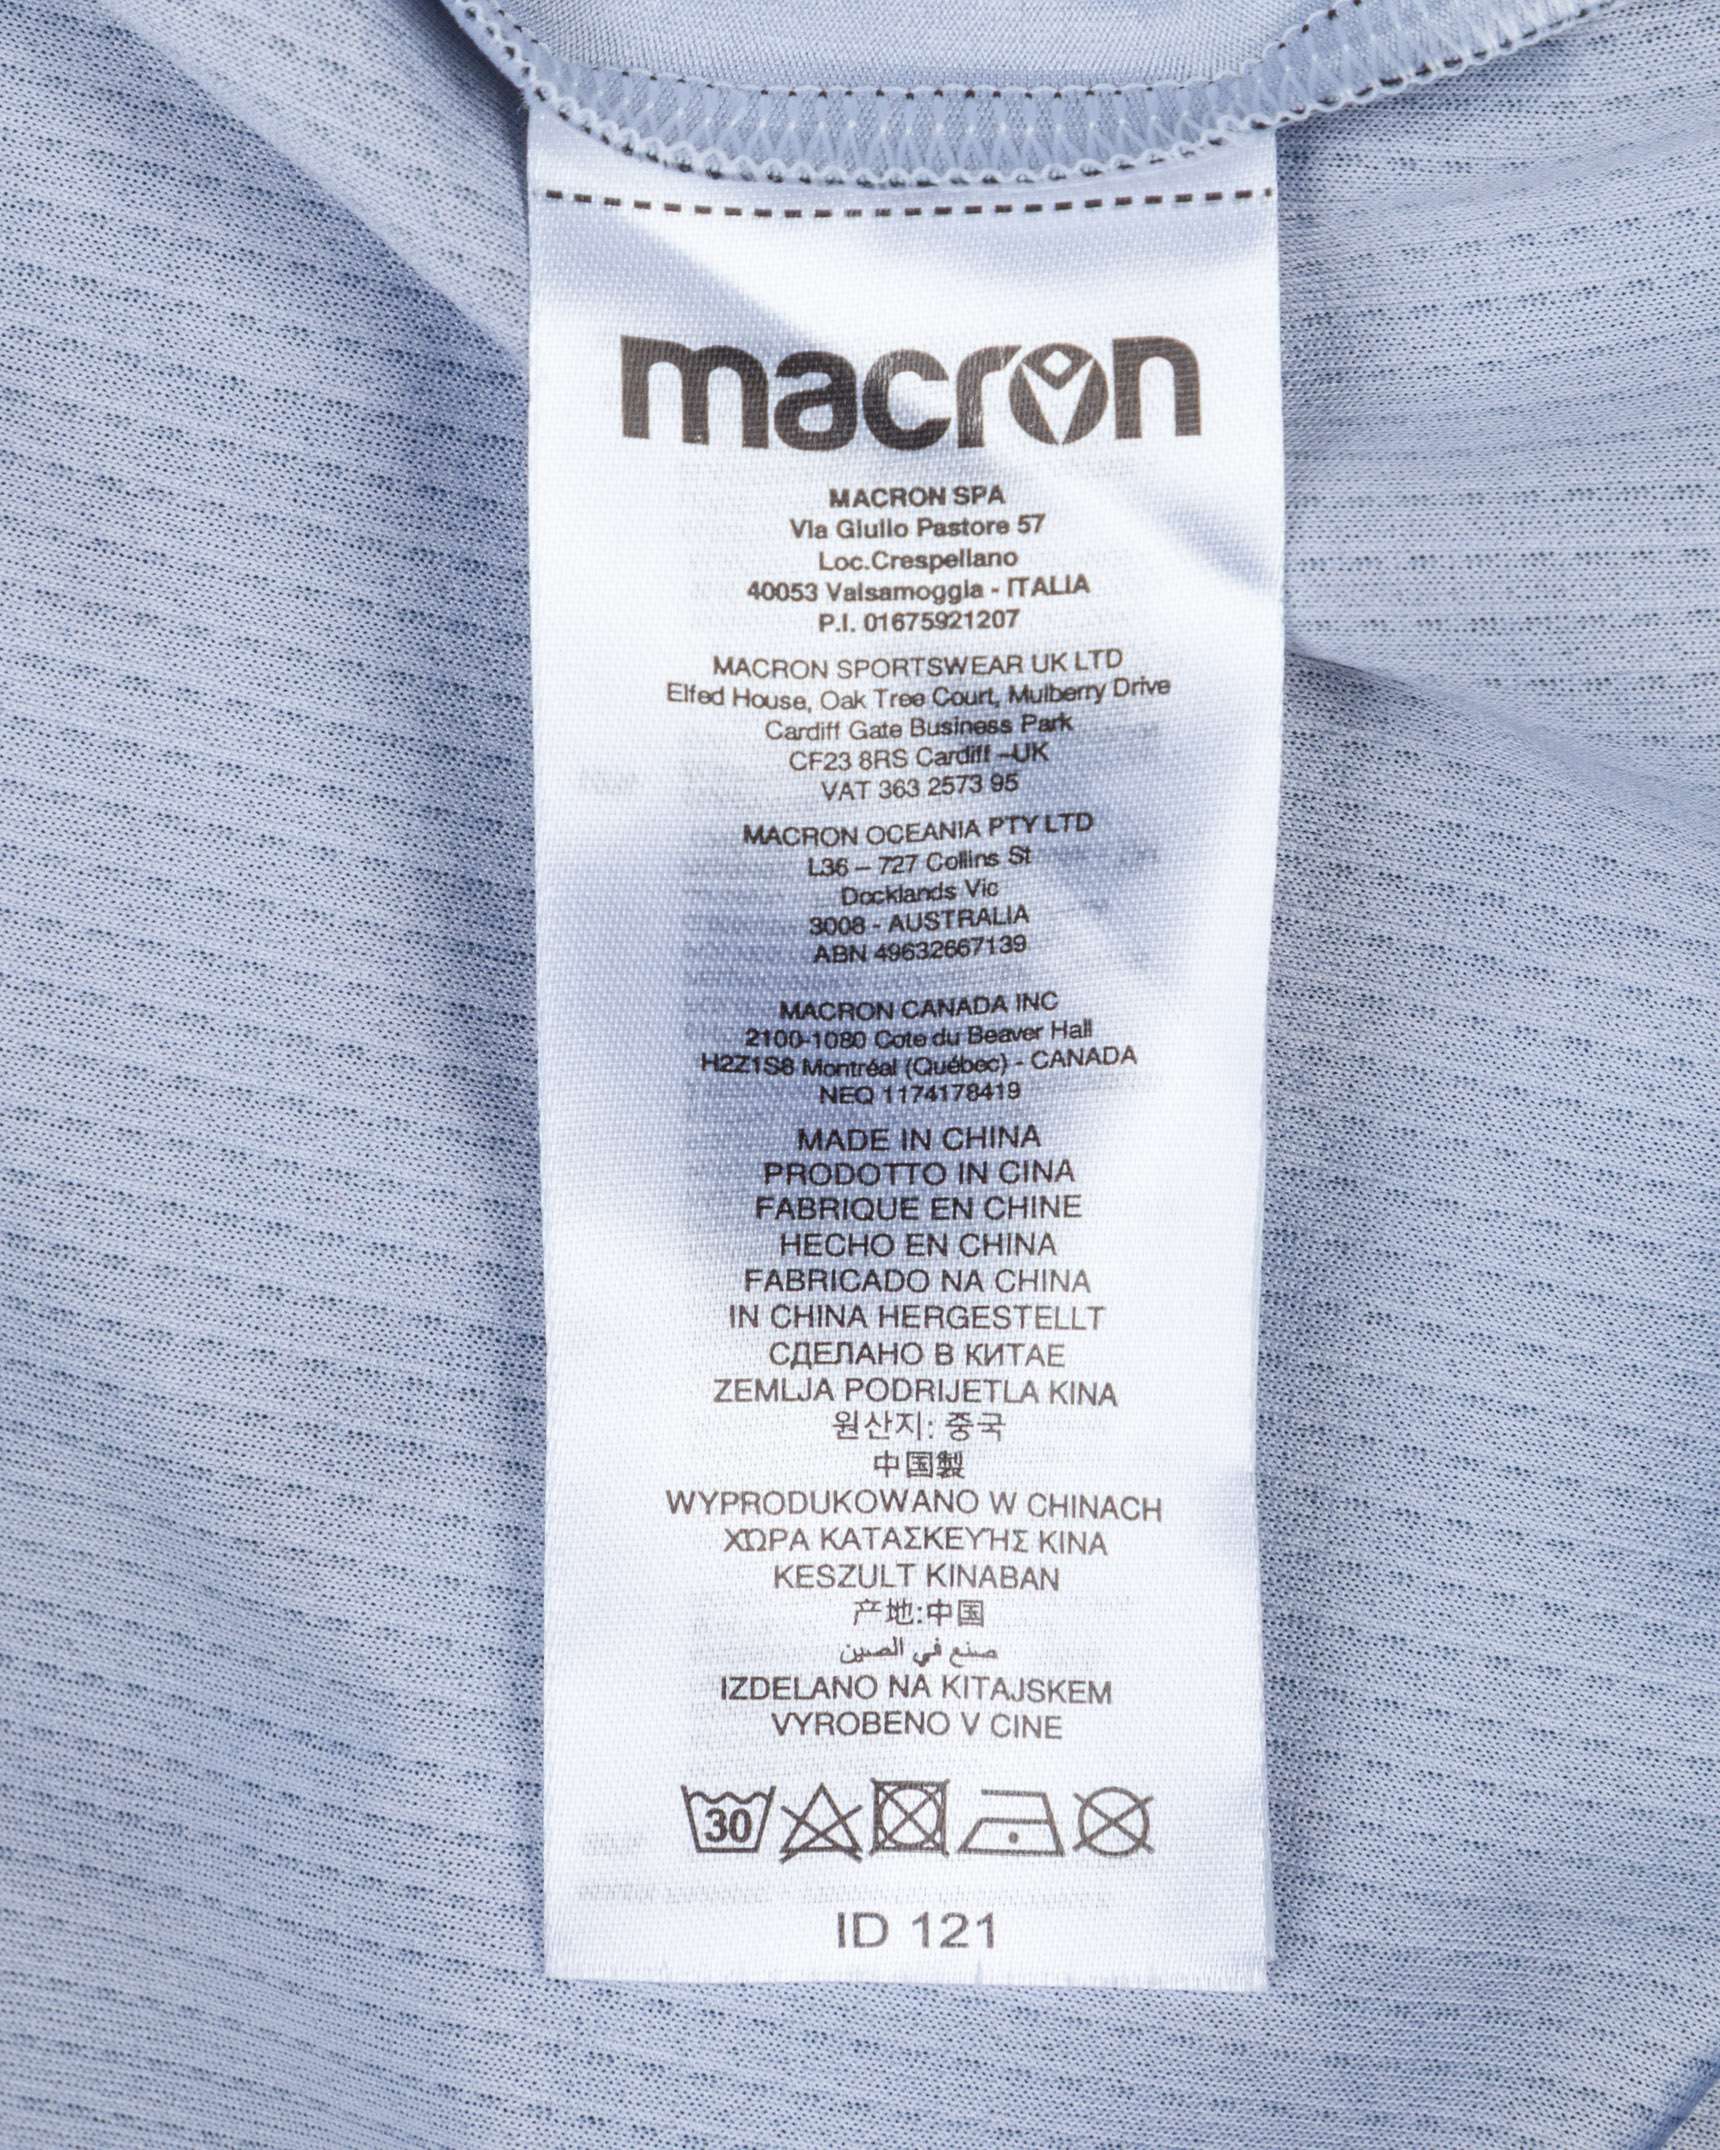 macron
MACRON SPA
Via Giulio Pastore 57
Loc.Crespellano
40053 Valsamoggia - ITALIA
P.I. 01675921207
MACRON SPORTSWEAR UK LTD
Elfed House, Oak Tree Court, Mulberry Drive
Cardiff Gate Business Park
CF23 8RS Cardiff –UK
VAT 363 2573 95
MACRON OCEANIA PTY LTD
L36 – 727 Collins St
Docklands Vic
3008 - AUSTRALIA
ABN 49632667139
MACRON CANADA INC
2100-1080 Cote du Beaver Hall
H2Z1S8 Montréal (Québec) - CANADA
NEQ 1174178419
MADE IN CHINA
PRODOTTO IN CINA
FABRIQUE EN CHINE
HECHO EN CHINA
FABRICADO NA CHINA
IN CHINA HERGESTELLT
СДЕЛАНО В КИТАЕ
ZEMLJA PODRIJETLA KINA
원산지: 중국
中国製
WYPRODUKOWANO W CHINACH
ΧΩΡΑ ΚΑΤΑΣΚΕΥΉΣ ΚΙΝΑ
KESZULT KINABAN
产地:中国
صنع في الصين
IZDELANO NA KITAJSKEM
VYROBENO V CINE
30
ID 121